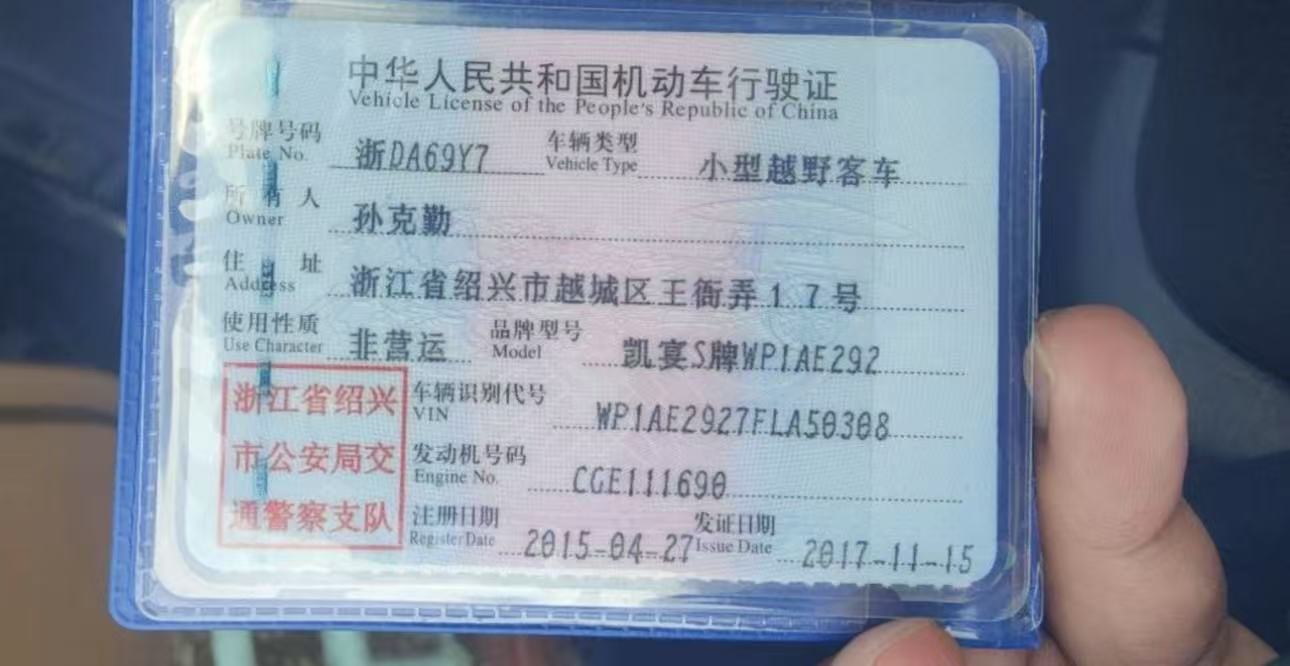 中华人民共和国机动车行驶证
Vehicle License of the People's Republic of China
号牌号码 浙DA69Y7 车辆类型 小型越野客车
Plate No. Vehicle Type
所有人 孙克勤
Owner
住址 浙江省绍兴市越城区王衙弄17号
Address
使用性质 非营运 品牌型号 凯宴S牌WP1AE292
Use Character Model
浙江省绍兴
市公安局交
通警察支队
车辆识别代号 WP1AE2927FLA50308
VIN
发动机号码 CGE111690
Engine No.
注册日期 2015-04-27 发证日期 2017-11-15
Register Date Issue Date